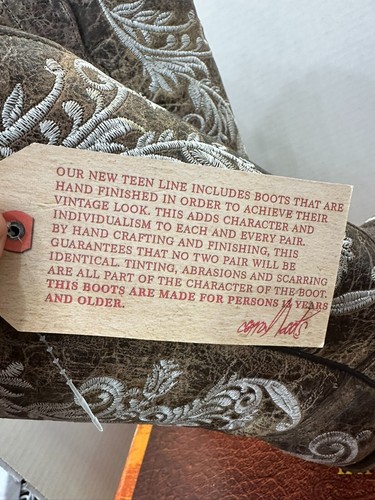 OUR NEW TEEN LINE INCLUDES BOOTS THAT ARE
HAND FINISHED IN ORDER TO ACHIEVE THEIR
VINTAGE LOOK. THIS ADDS CHARACTER AND
INDIVIDUALISM TO EACH AND EVERY PAIR.
BY HAND CRAFTING AND FINISHING, THIS
GUARANTEES THAT NO TWO PAIR WILL BE
IDENTICAL. TINTING, ABRASIONS AND SCARRING
ARE ALL PART OF THE CHARACTER OF THE BOOT.
THIS BOOTS ARE MADE FOR PERSONS 14 YEARS
AND OLDER.
corral boots